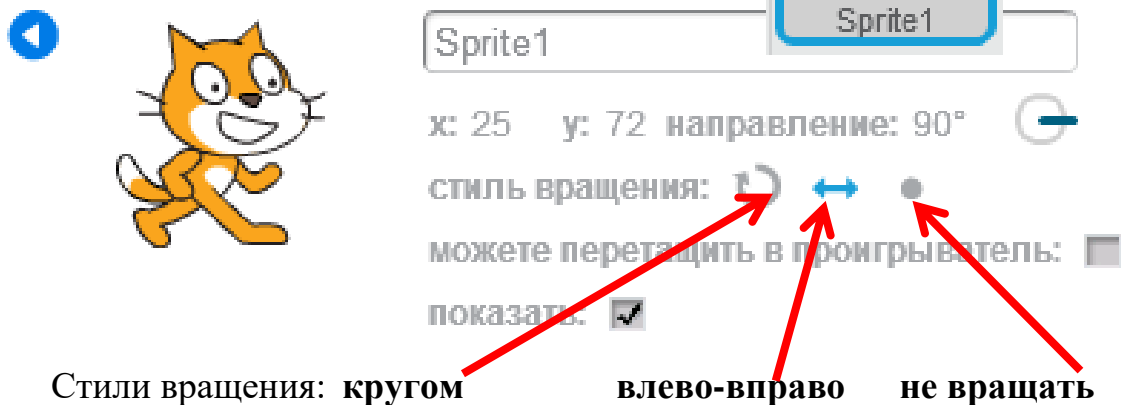 Sprite1
Sprite1
x: 25 y: 72 направление: 90°
стиль вращения:
можете перетащить в проигрыватель:
показать:
Стили вращения: кругом влево-вправо не вращать